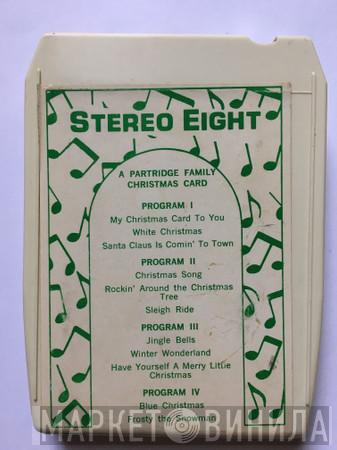 STEREO EIGHT
A PARTRIDGE FAMILY
CHRISTMAS CARD
PROGRAM I
My Christmas Card To You
White Christmas
Santa Claus Is Comin' To Town
PROGRAM II
Christmas Song
Rockin' Around the Christmas
Tree
Sleigh Ride
PROGRAM III
Jingle Bells
Winter Wonderland
Have Yourself A Merry Little
Christmas
PROGRAM IV
Blue Christmas
Frosty the Snowman
МАРКЕТ ВИНИЛА